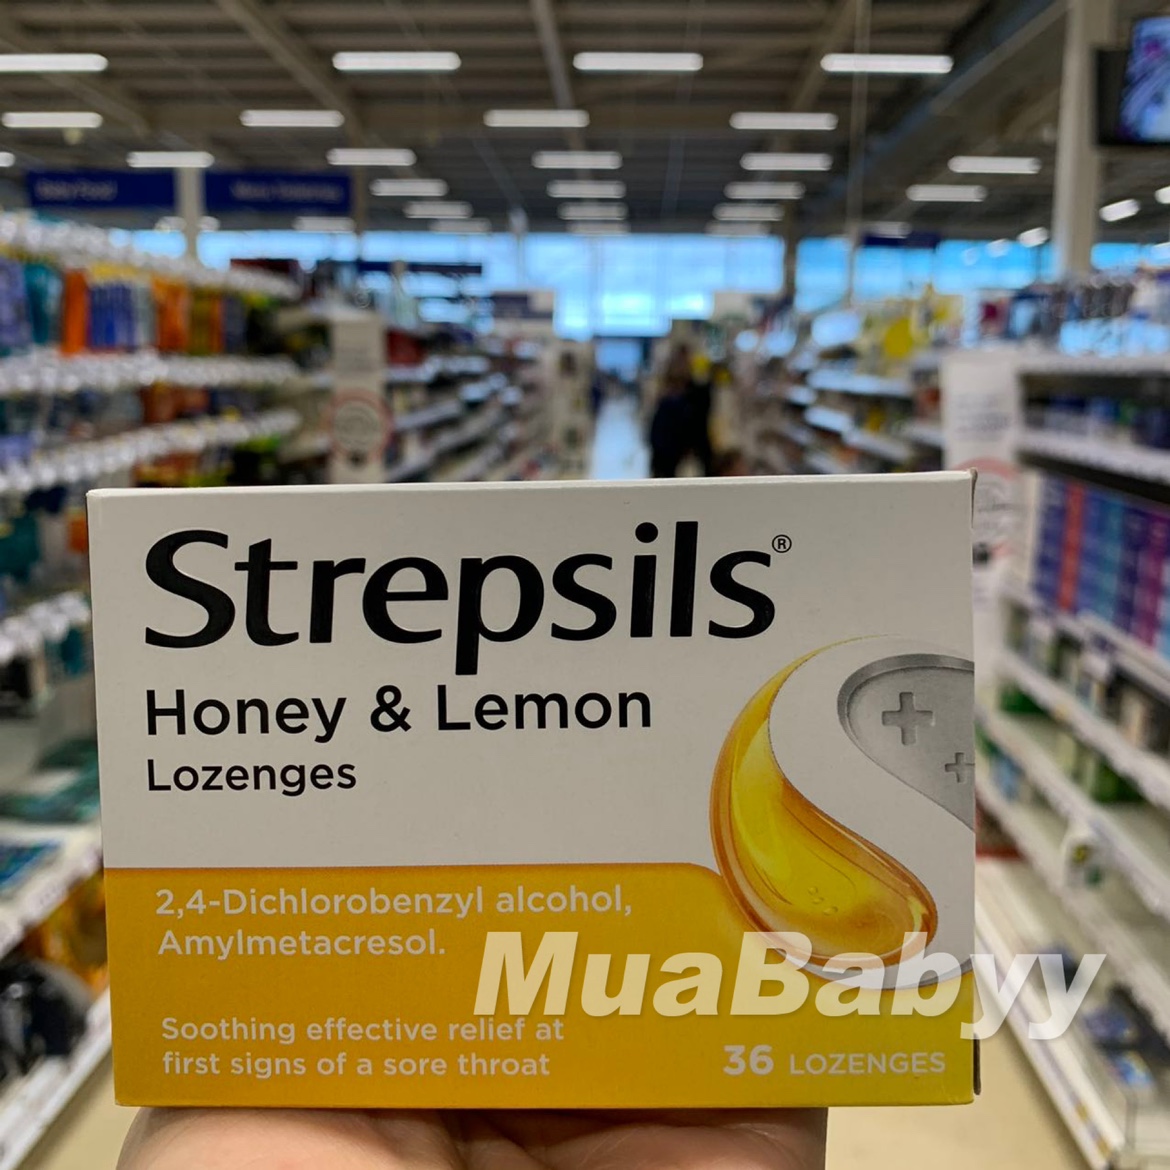 Strepsils®
Honey & Lemon
Lozenges
2,4-Dichlorobenzyl alcohol,
Amylmetacresol.
MuaBabyy
Soothing effective relief at
first signs of a sore throat
36 LOZENGES